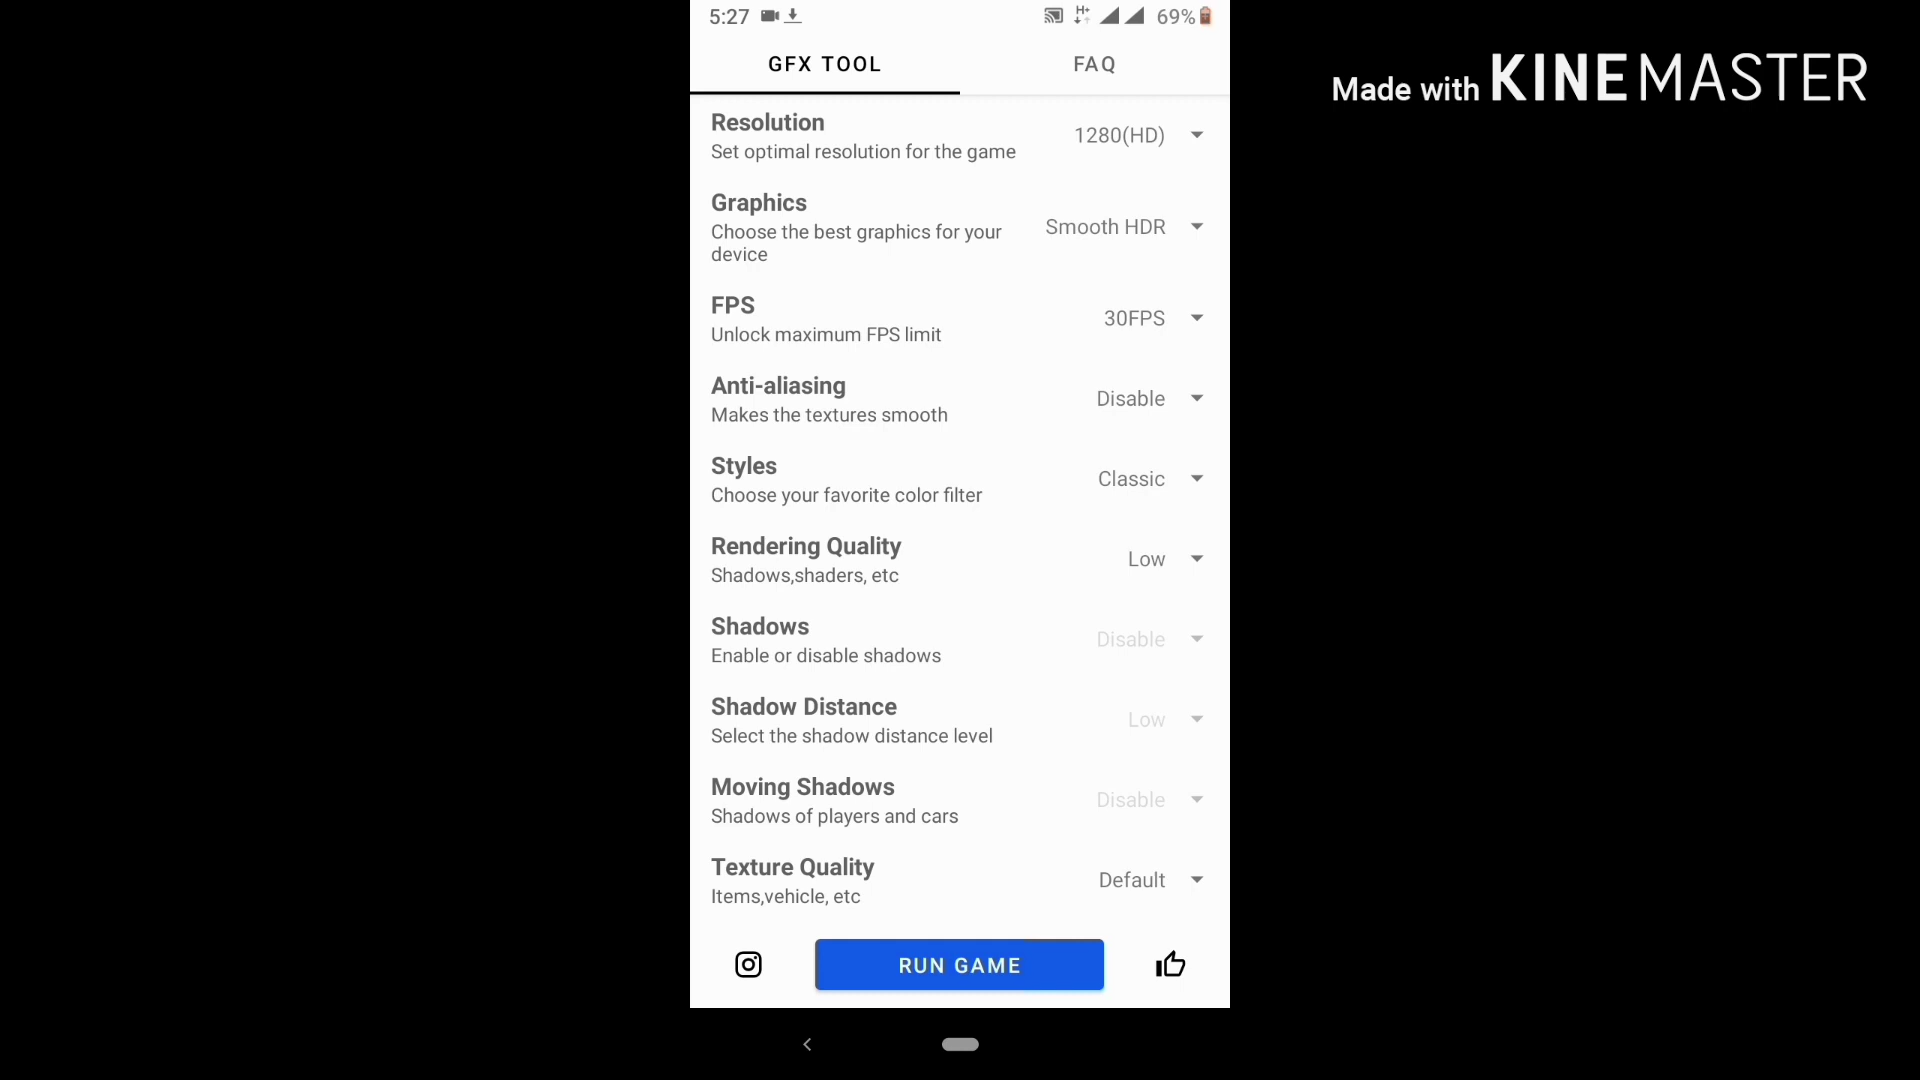 5:27
H+
69%
Made with KINEMASTER
GFX TOOL
FAQ
Resolution
Set optimal resolution for the game
1280(HD)
Graphics
Choose the best graphics for your
device
Smooth HDR
FPS
Unlock maximum FPS limit
30FPS
Anti-aliasing
Makes the textures smooth
Disable
Styles
Choose your favorite color filter
Classic
Rendering Quality
Shadows,shaders, etc
Low
Shadows
Enable or disable shadows
Disable
Shadow Distance
Select the shadow distance level
Low
Moving Shadows
Shadows of players and cars
Disable
Texture Quality
Items,vehicle, etc
Default
RUN GAME